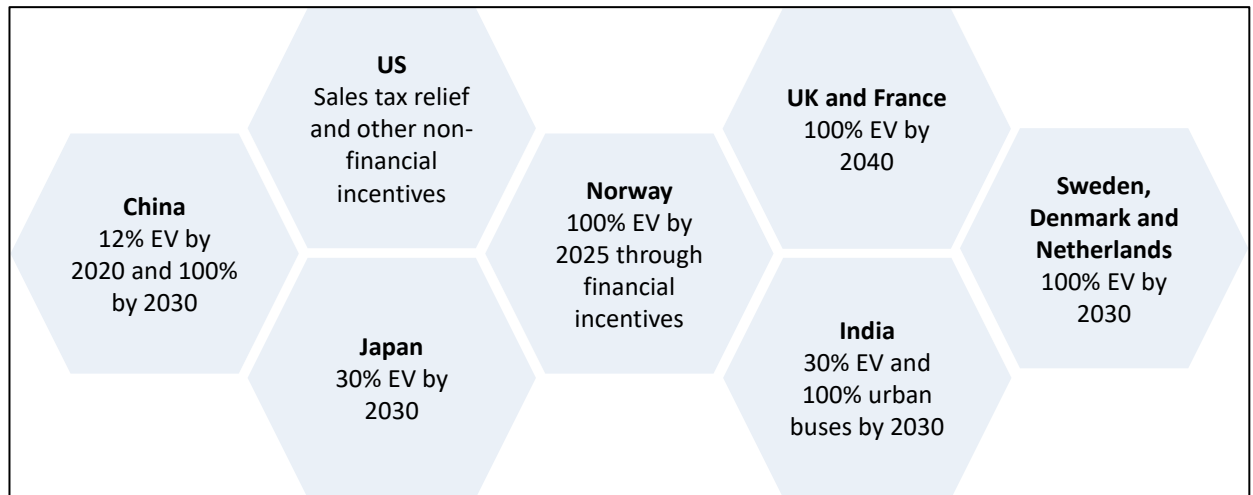 US
Sales tax relief
and other non-
financial
incentives
UK and France
100% EV by
2040
China
12% EV by
2020 and 100%
by 2030
Norway
100% EV by
2025 through
financial
incentives
Sweden,
Denmark and
Netherlands
100% EV by
2030
Japan
30% EV by
2030
India
30% EV and
100% urban
buses by 2030